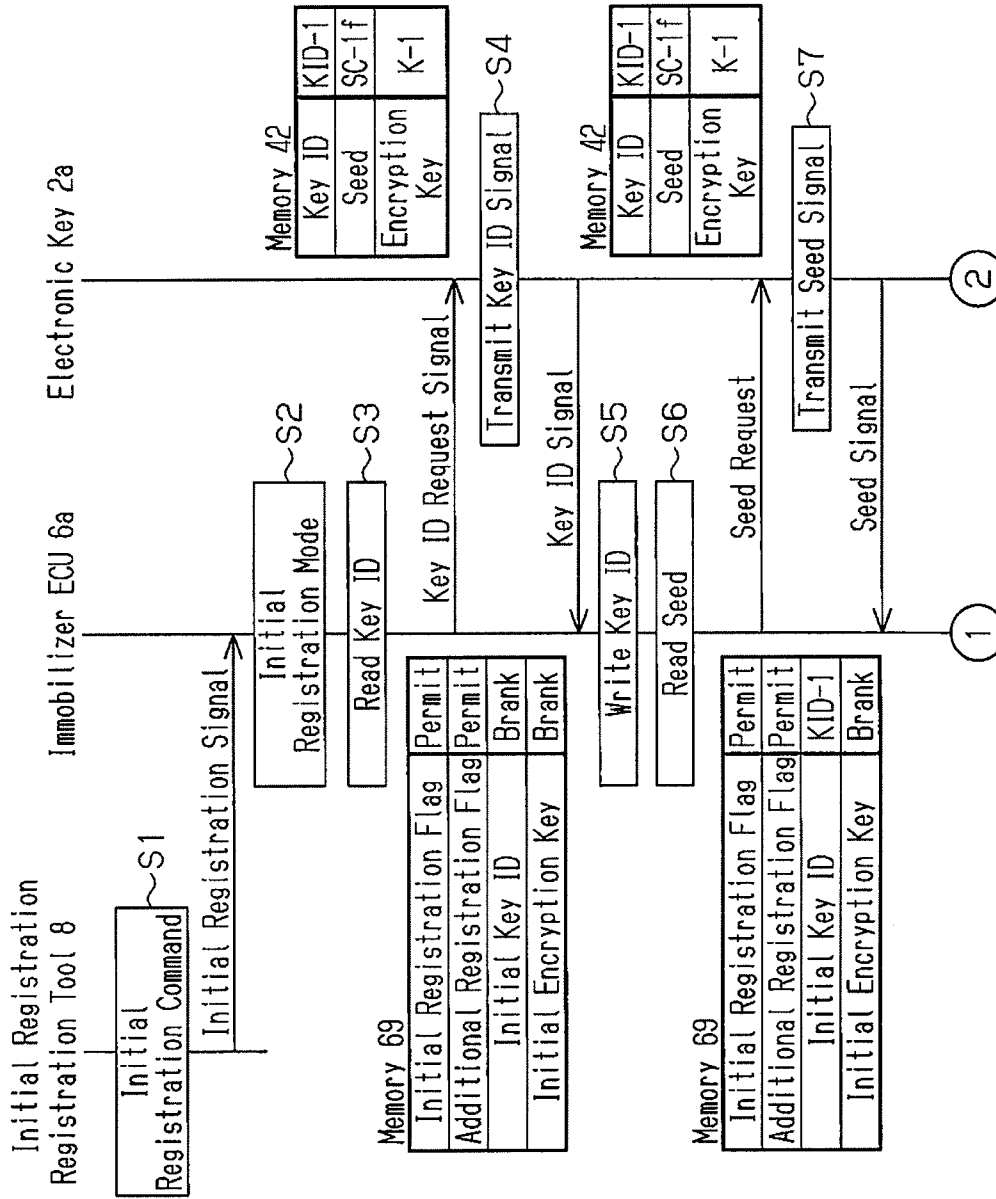 Initial Registration
Registration Tool 8
Immobilizer ECU 6a
Electronic Key 2a
Initial
Registration Command
S1
Initial Registration Signal
Initial
Registration Mode
S2
Read Key ID
S3
Memory 69
Initial Registration Flag Permit
Additional Registration Flag Permit
Initial Key ID Brank
Initial Encryption Key Brank
Key ID Request Signal
Memory 42
Key ID KID-1
Seed SC-1f
Encryption
Key
K-1
Transmit Key ID Signal
S4
Key ID Signal
Write Key ID
S5
Read Seed
S6
Memory 69
Initial Registration Flag Permit
Additional Registration Flag Permit
Initial Key ID KID-1
Initial Encryption Key Brank
Seed Request
Memory 42
Key ID KID-1
Seed SC-1f
Encryption
Key
K-1
Transmit Seed Signal
S7
Seed Signal
1
2